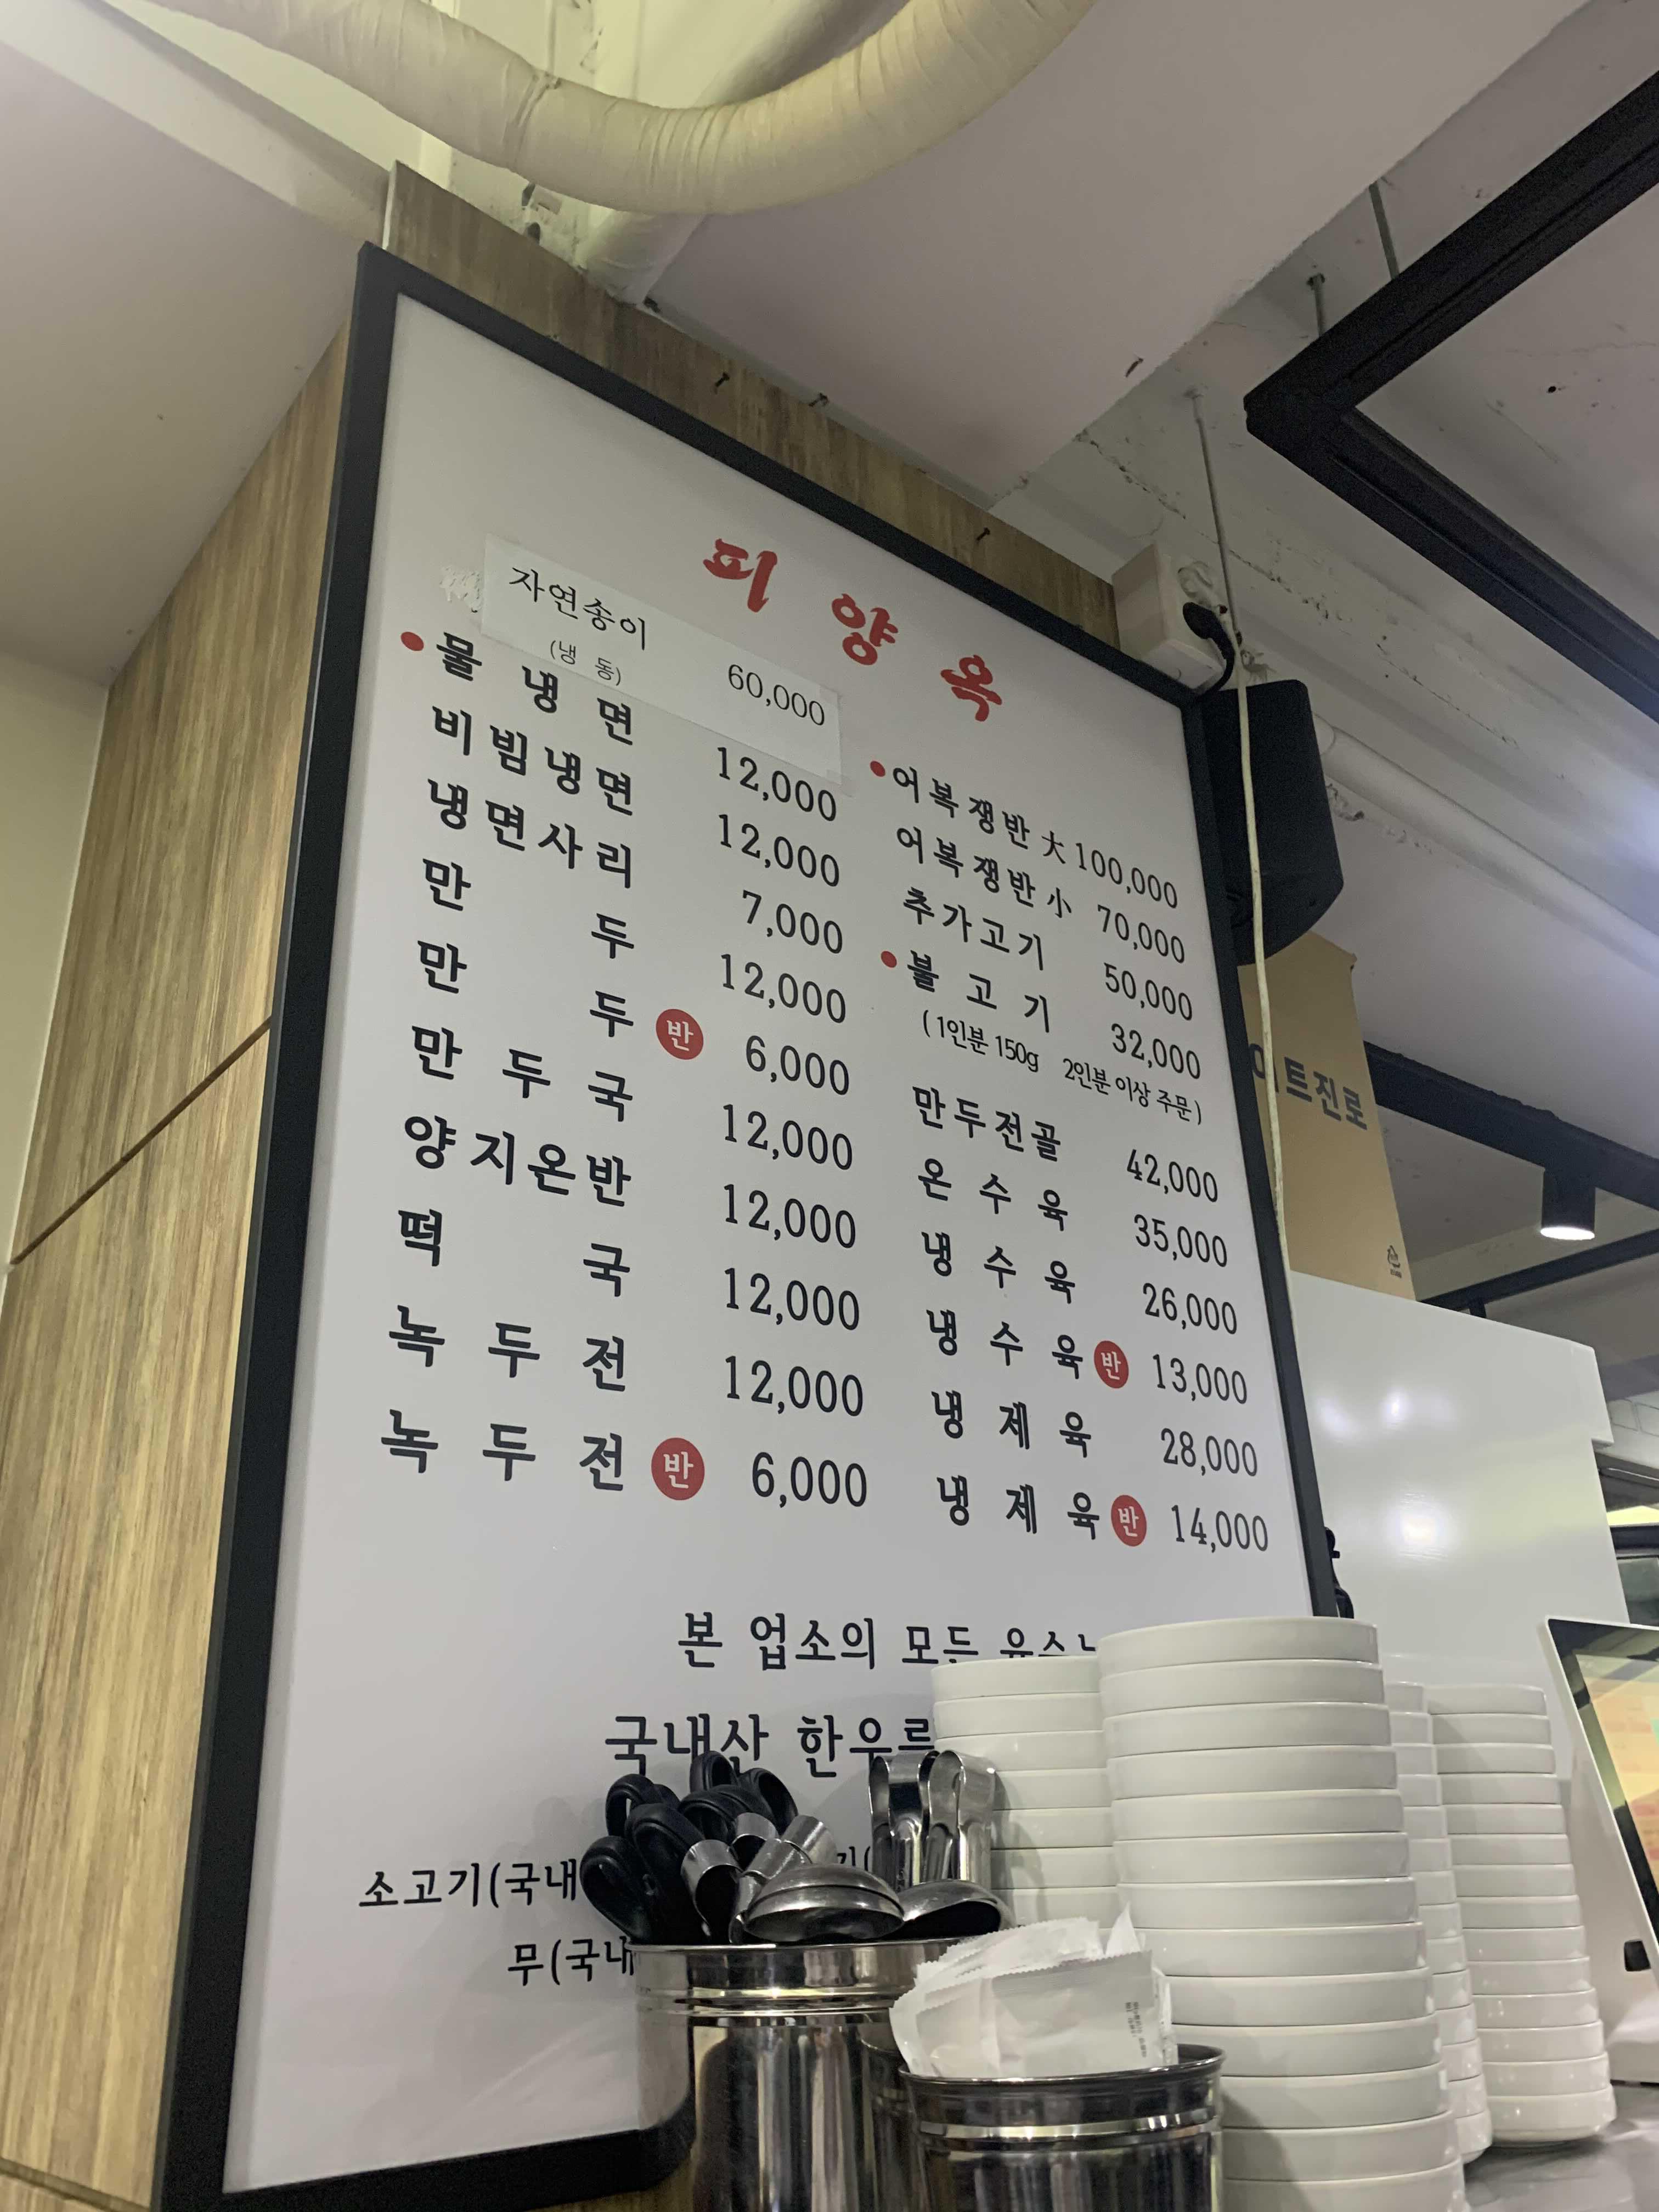 피양옥
자연송이 60,000
(냉 동)
물냉면 12,000
비빔냉면 12,000
냉면사리 7,000
만두 12,000
만두 반 6,000
만두국 12,000
양지온반 12,000
떡국 12,000
녹두전 12,000
녹두전 반 6,000
어복쟁반 大 100,000
어복쟁반 小 70,000
추가고기 50,000
불고기 32,000
(1인분 150g 2인분 이상 주문)
만두전골 42,000
온수육 35,000
냉수육 26,000
냉수육 반 13,000
냉제육 28,000
냉제육 반 14,000
본 업소의 모든
국내산 한우를
소고기(국내
무(국내
이트진로